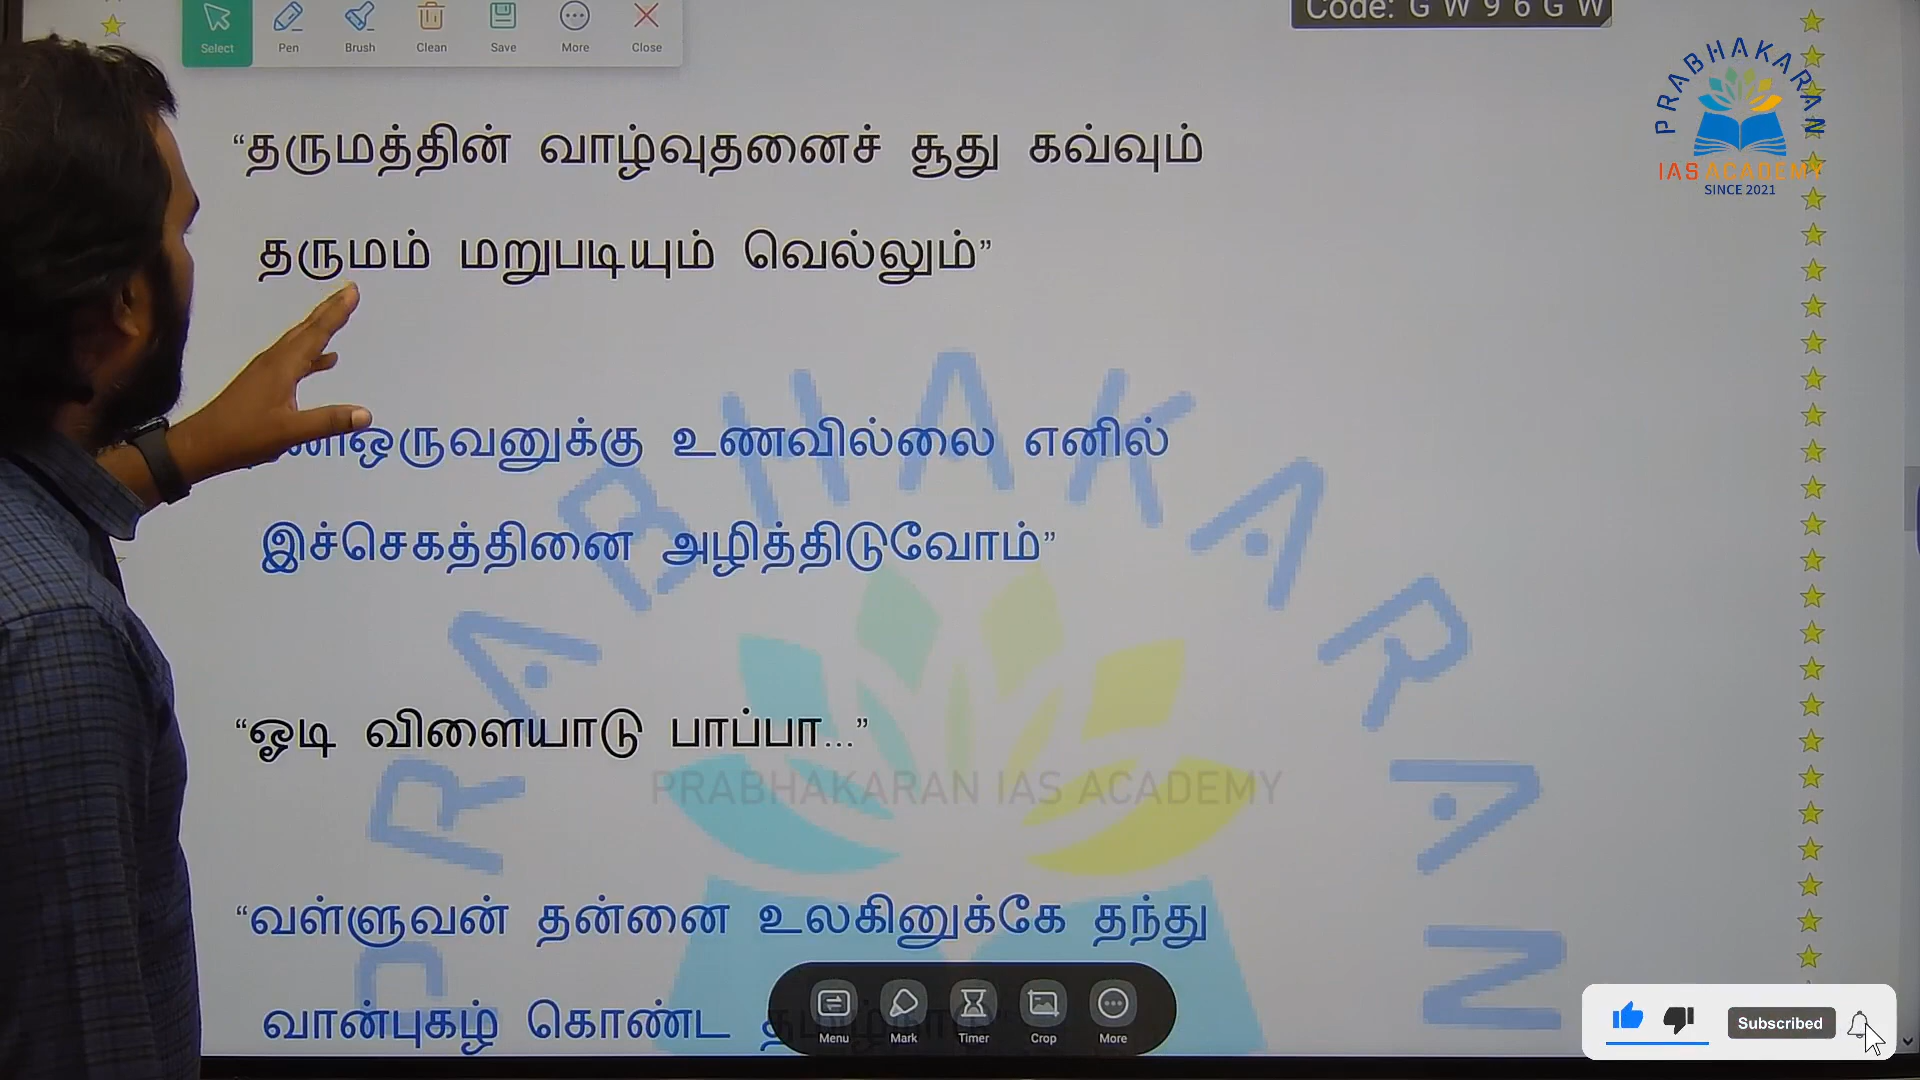 Select Pen Brush Clean Save More Close
Code: G W 9 6 G W
PRABHAKARAN
IAS ACADEMY
SINCE 2021
“தருமத்தின் வாழ்வுதனைச் சூது கவ்வும்
தருமம் மறுபடியும் வெல்லும்”
உணவில்லை எனில்
இச்செகத்தினை அழித்திடுவோம்”
“ஓடி விளையாடு பாப்பா...”
PRABHAKARAN IAS ACADEMY
“வள்ளுவன் தன்னை உலகினுக்கே தந்து
வான்புகழ் கொண்ட
PRABHAKARAN
Menu Mark Timer Crop More
Subscribed